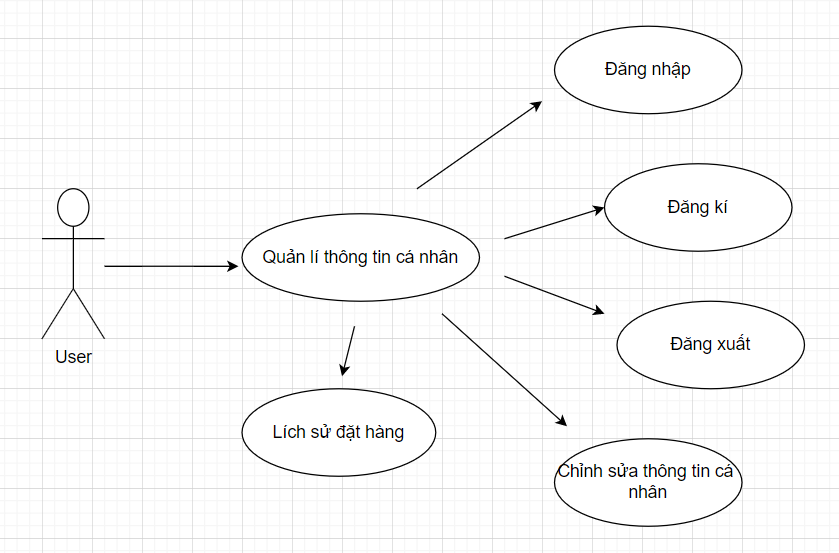 Đăng nhập
Đăng kí
Quản lí thông tin cá nhân
Đăng xuất
User
Lích sử đặt hàng
Chỉnh sửa thông tin cá
nhân